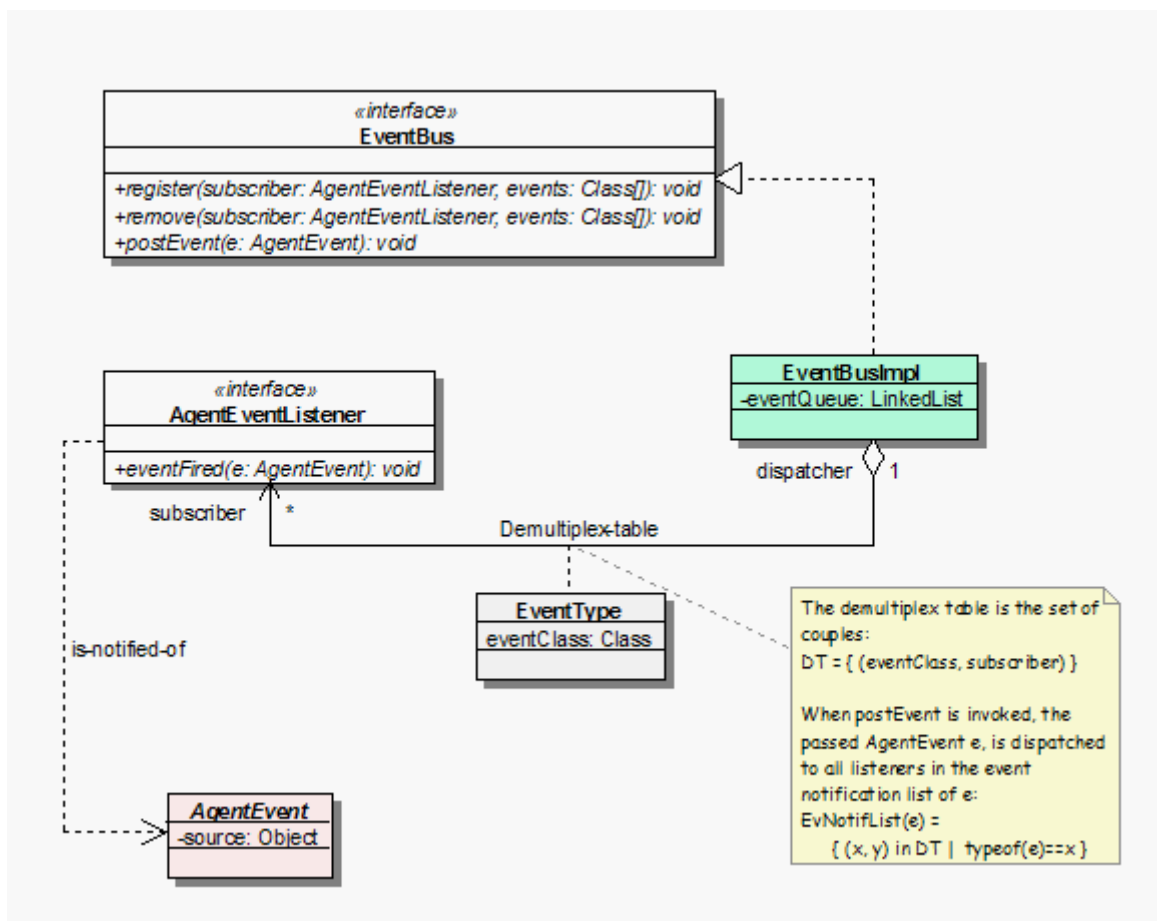 «interface»
EventBus
+register(subscriber: AgentEventListener, events: Class[]): void
+remove(subscriber: AgentEventListener, events: Class[]): void
+postEvent(e: AgentEvent): void
EventBusImpl
-eventQueue: LinkedList
«interface»
AgentEventListener
+eventFired(e: AgentEvent): void
dispatcher
1
subscriber
*
Demultiplex-table
EventType
eventClass: Class
is-notified-of
The demultiplex table is the set of
couples:
DT = { (eventClass, subscriber) }
When postEvent is invoked, the
passed AgentEvent e, is dispatched
to all listeners in the event
notification list of e:
EvNotifList(e) =
{ (x, y) in DT | typeof(e)==x }
AgentEvent
-source: Object